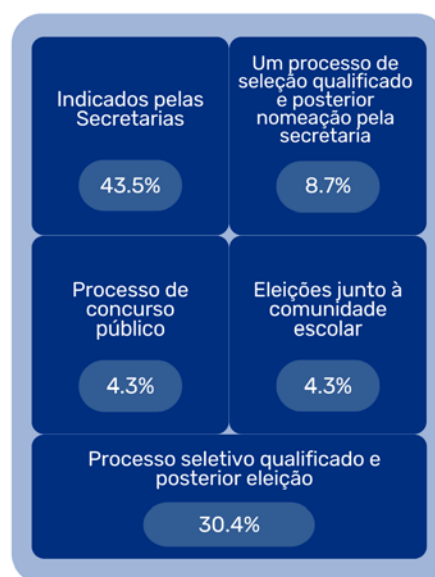 Indicados pelas
Secretarias
43.5%
Um processo de
seleção qualificado
e posterior
nomeação pela
secretaria
8.7%
Processo de
concurso
público
4.3%
Eleições junto à
comunidade
escolar
4.3%
Processo seletivo qualificado e
posterior eleição
30.4%